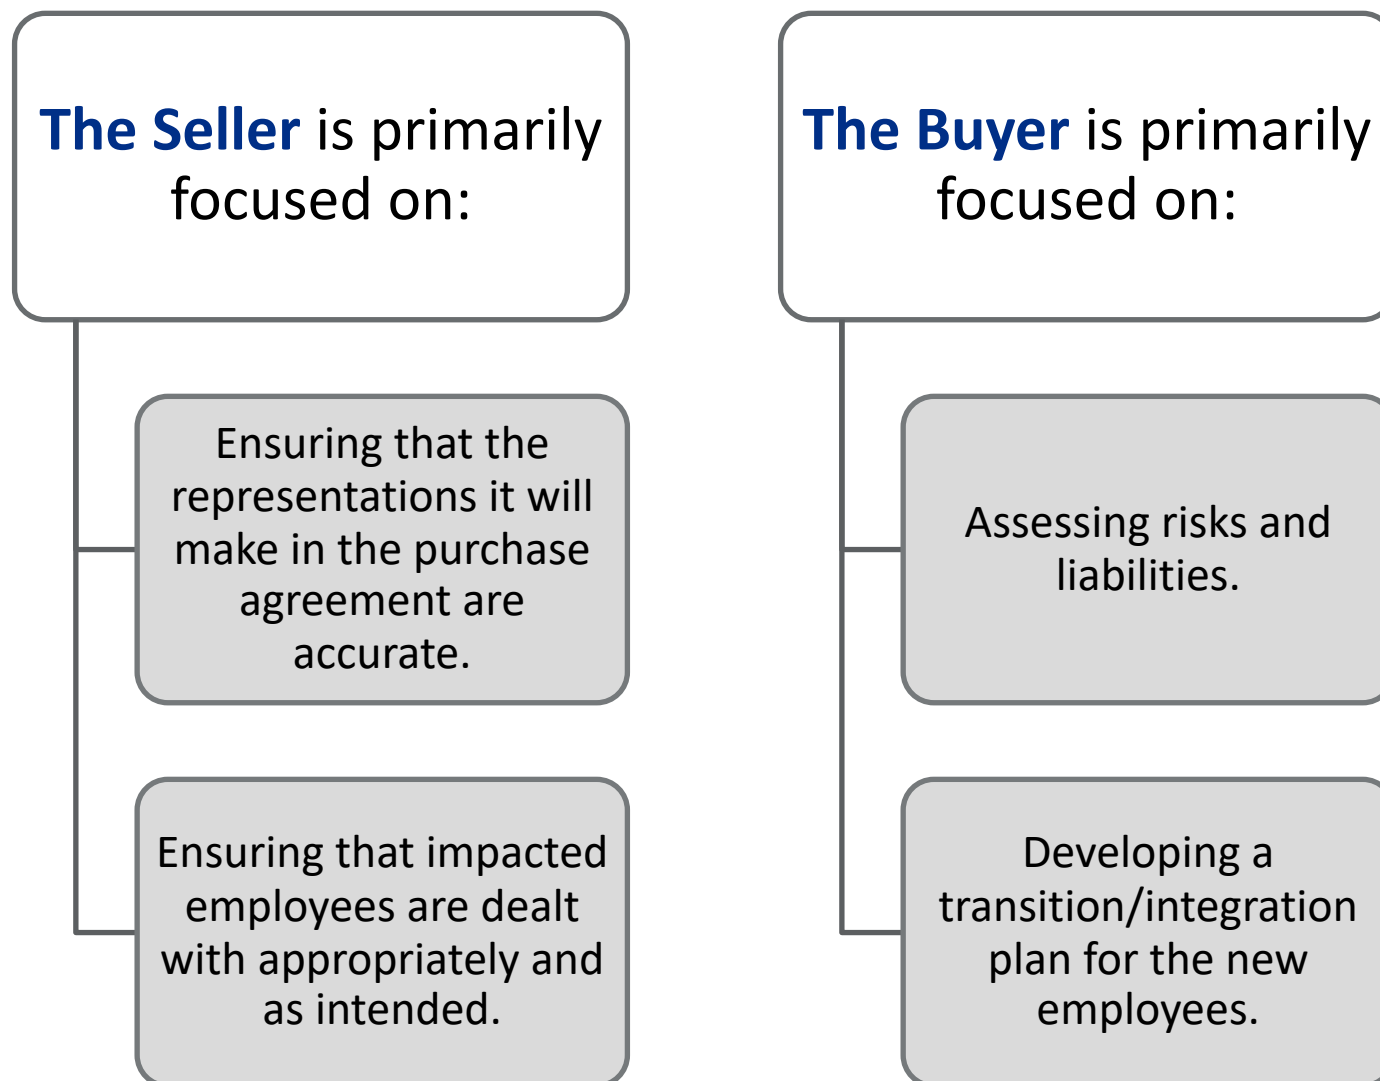 The Seller is primarily
focused on:
Ensuring that the
representations it will
make in the purchase
agreement are
accurate.
Ensuring that impacted
employees are dealt
with appropriately and
as intended.
The Buyer is primarily
focused on:
Assessing risks and
liabilities.
Developing a
transition/integration
plan for the new
employees.